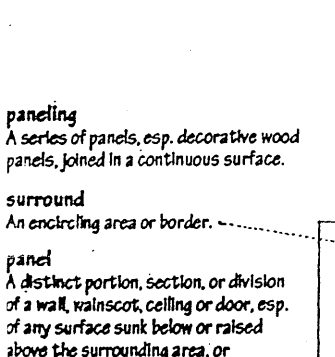 paneling
A series of panels, esp. decorative wood
panels, joined in a continuous surface.
surround
An encircling area or border.
panel
A distinct portion, section, or division
of a wall, wainscot, ceiling or door, esp.
of any surface sunk below or raised
above the surrounding area, or